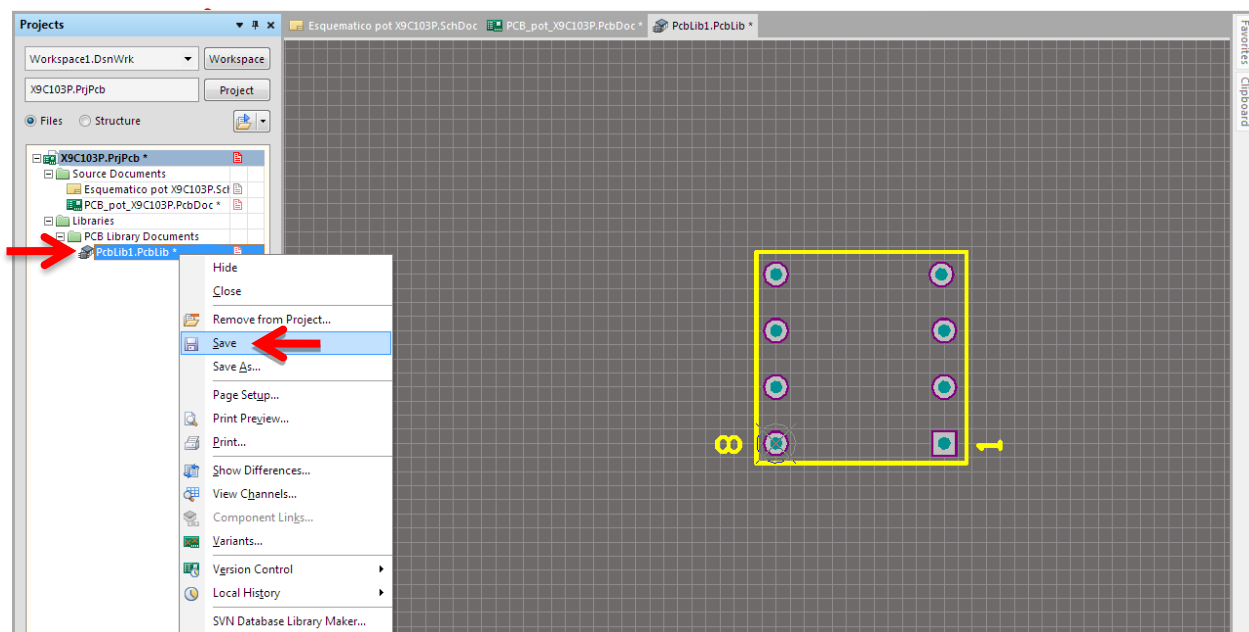 Projects
Esquematico pot X9C103P.SchDoc
PCB_pot_X9C103P.PcbDoc *
PcbLib1.PcbLib *
Favorites
Clipboard
Workspace1.DsnWrk
Workspace
X9C103P.PrjPcb
Project
Files
Structure
X9C103P.PrjPcb *
Source Documents
Esquematico pot X9C103P.Scl
PCB_pot_X9C103P.PcbDoc *
Libraries
PCB Library Documents
PcbLib1.PcbLib *
Hide
Close
Remove from Project...
Save
Save As...
Page Setup...
Print Preview...
Print...
Show Differences...
View Channels...
Component Links...
Variants...
Version Control
Local History
SVN Database Library Maker...
8
1